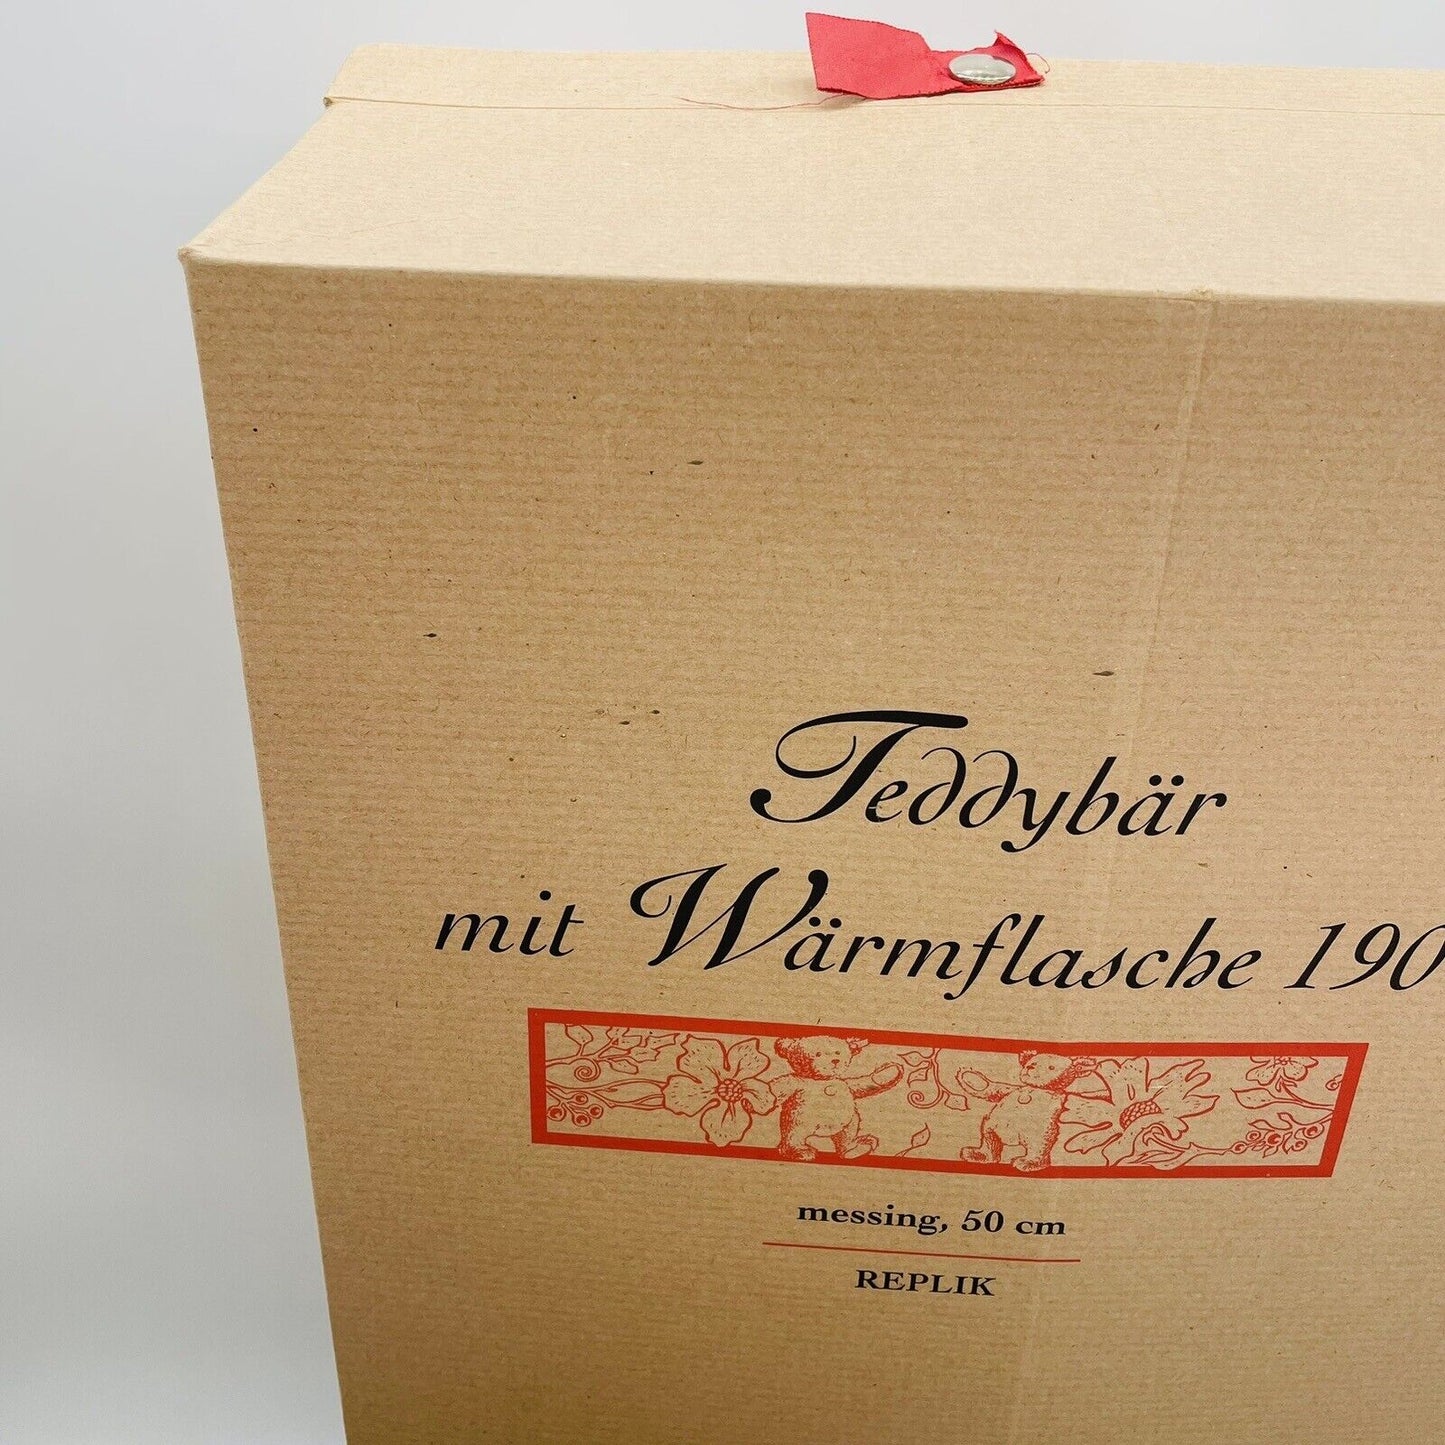 Teddybär
mit Wärmflasche 190
messing, 50 cm
REPLIK